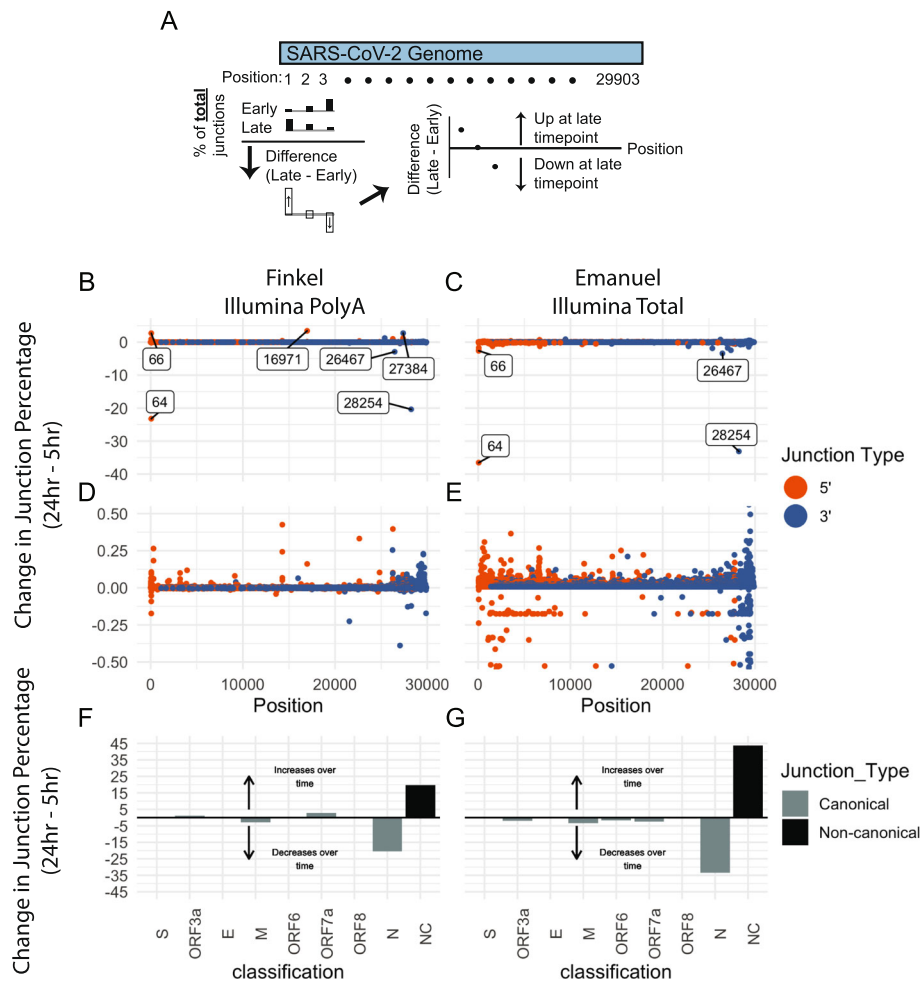 A
SARS-CoV-2 Genome
Position: 1 2 3 29903
% of total junctions
Early
Late
Difference
(Late - Early)
Difference
(Late - Early)
Up at late
timepoint
Position
Down at late
timepoint
B
Finkel
Illumina PolyA
C
Emanuel
Illumina Total
Change in Junction Percentage
(24hr - 5hr)
0
-10
-20
-30
-40
66
16971
26467
27384
64
28254
66
26467
64
28254
Junction Type
5'
3'
D
E
0.50
0.25
0.00
-0.25
-0.50
0 10000 20000 30000
Position
0 10000 20000 30000
Position
Change in Junction Percentage
(24hr - 5hr)
F
G
45
35
25
15
5
-5
-15
-25
-35
-45
Increases over
time
Decreases over
time
Increases over
time
Decreases over
time
Junction_Type
Canonical
Non-canonical
S ORF3a E M ORF6 ORF7a ORF8 N NC
classification
S ORF3a E M ORF6 ORF7a ORF8 N NC
classification